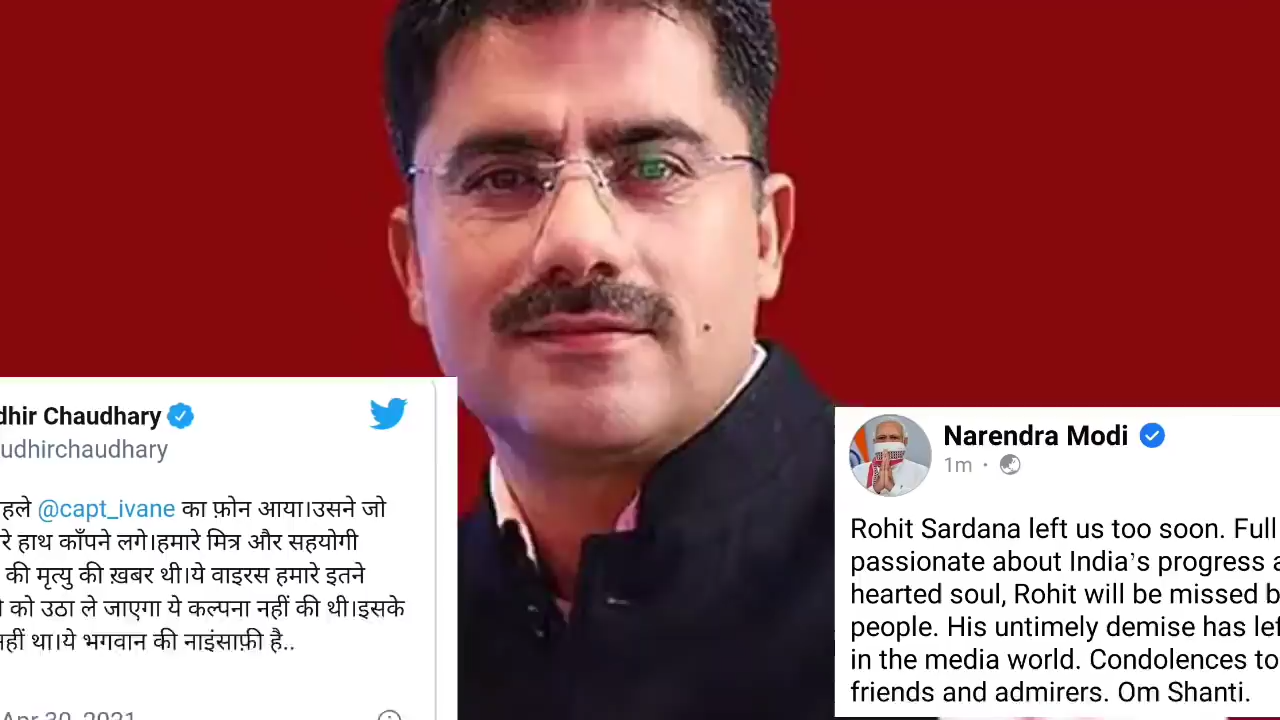 dhir Chaudhary
udhirchaudhary
हले @capt_ivane का फ़ोन आया।उसने जो
रे हाथ काँपने लगे।हमारे मित्र और सहयोगी
की मृत्यु की ख़बर थी।ये वाइरस हमारे इतने
को उठा ले जाएगा ये कल्पना नहीं की थी।इसके
नहीं था।ये भगवान की नाइंसाफ़ी है..
Apr 30, 2021
Narendra Modi
1m ·
Rohit Sardana left us too soon. Full
passionate about India's progress a
hearted soul, Rohit will be missed b
people. His untimely demise has lef
in the media world. Condolences to
friends and admirers. Om Shanti.